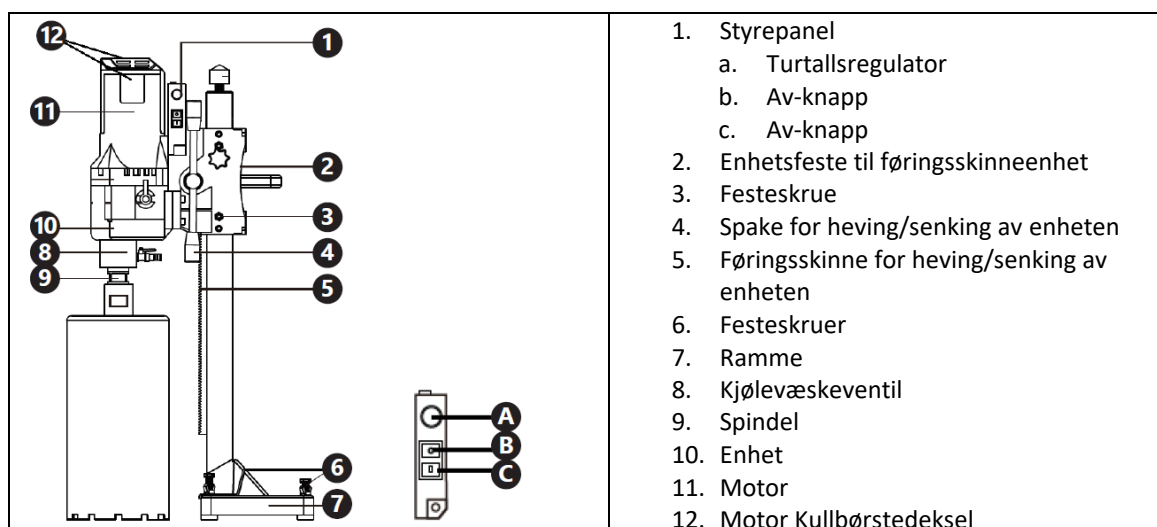 12
1
11
2
3
10
8
4
9
5
A
B
6
C
7
1. Styrepanel
a. Turtallsregulator
b. Av-knapp
c. Av-knapp
2. Enhetsfeste til føringsskinneenhet
3. Festeskrue
4. Spake for heving/senking av enheten
5. Føringsskinne for heving/senking av
enheten
6. Festeskruer
7. Ramme
8. Kjølevæskeventil
9. Spindel
10. Enhet
11. Motor
12. Motor Kullbørstedeksel